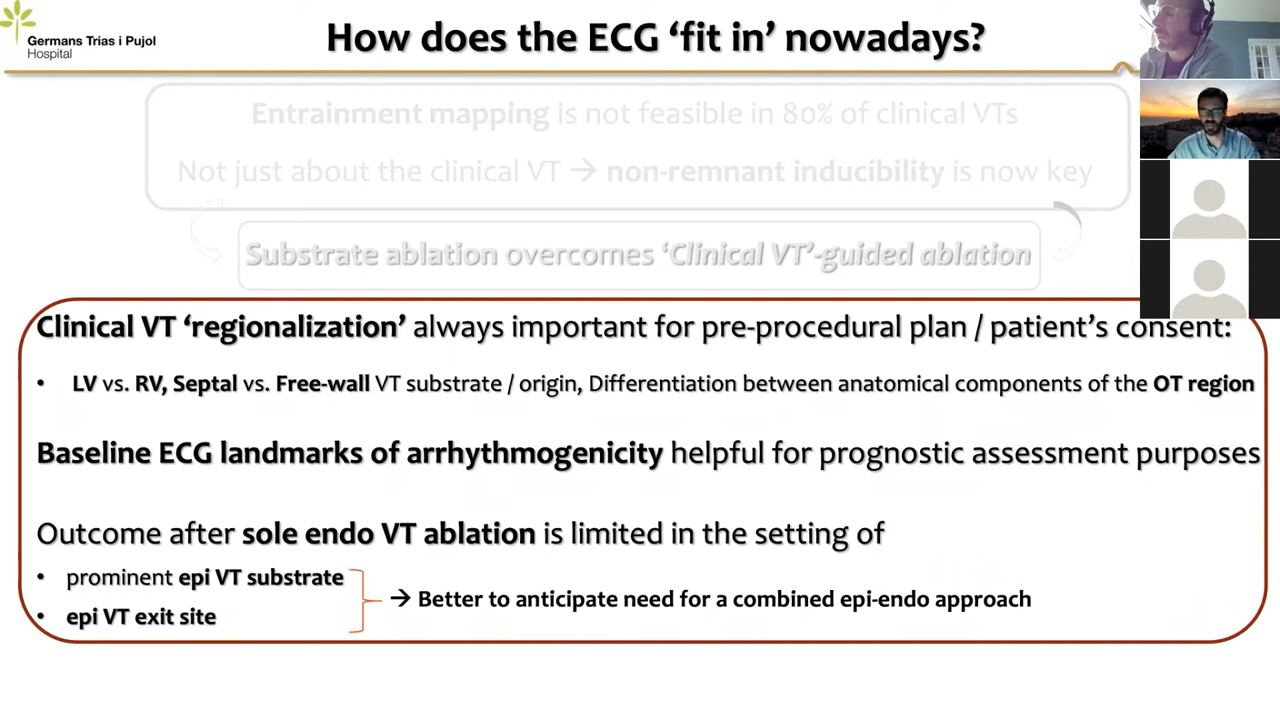 Germans Trias i Pujol
Hospital
How does the ECG ‘fit in’ nowadays?
Entrainment mapping is not feasible in 80% of clinical VTs
Not just about the clinical VT → non-remnant inducibility is now key
Substrate ablation overcomes ‘Clinical VT’-guided ablation
Clinical VT ‘regionalization’ always important for pre-procedural plan / patient’s consent:
• LV vs. RV, Septal vs. Free-wall VT substrate / origin, Differentiation between anatomical components of the OT region
Baseline ECG landmarks of arrhythmogenicity helpful for prognostic assessment purposes
Outcome after sole endo VT ablation is limited in the setting of
• prominent epi VT substrate
• epi VT exit site
→ Better to anticipate need for a combined epi-endo approach